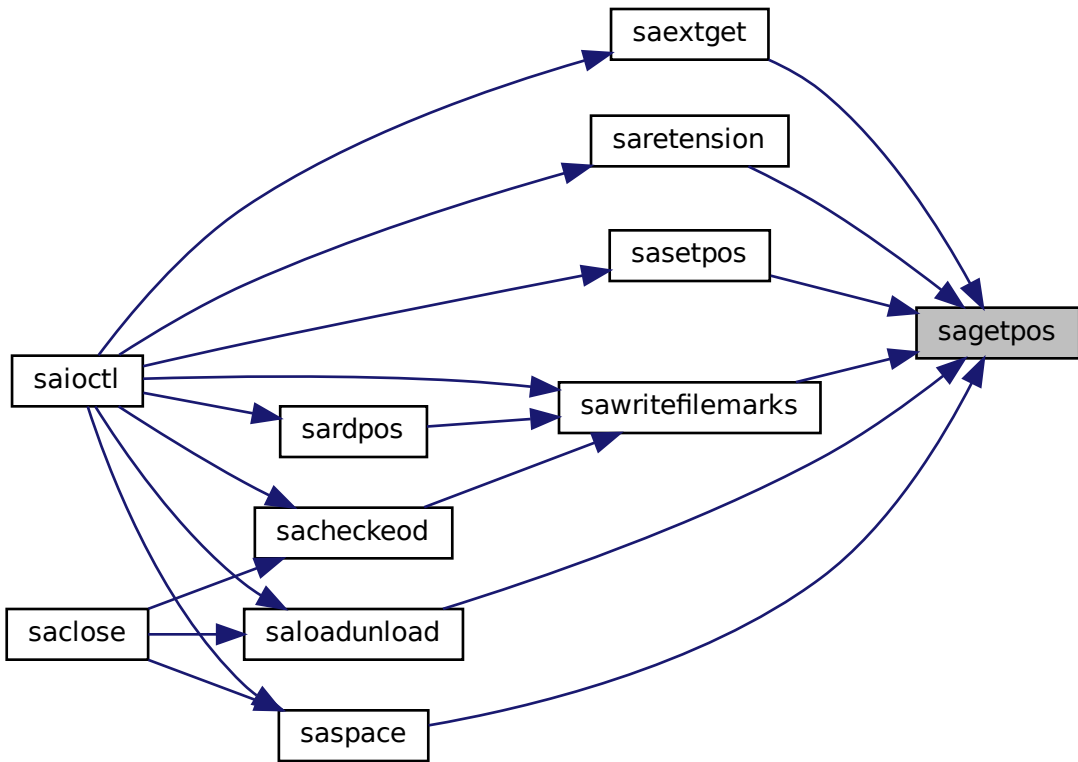 saextget
saretension
sasetpos
sagetpos
saioctl
sawritefilemarks
sardpos
sacheckeod
saclose
saloadunload
saspace